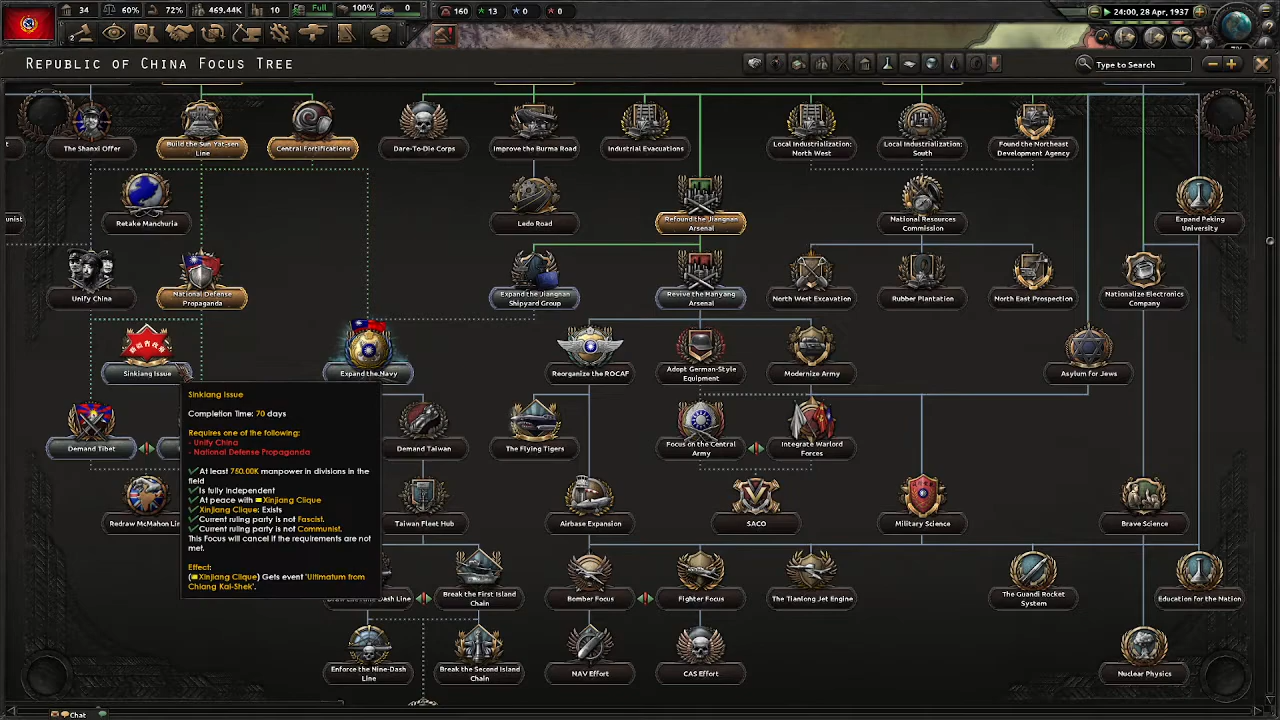 34
60%
72%
469.44K
10
Full
100%
0
160
13
0
0
24:00, 28 Apr, 1937
2
REPUBLIC OF CHINA FOCUS TREE
Type to Search
The Shanxi Offer
Build the Sun Yat-sen
Line
Central Fortifications
Dare-To-Die Corps
Improve the Burma Road
Industrial Evacuations
Local Industrialization:
North West
Local Industrialization:
South
Found the Northeast
Development Agency
Retake Manchuria
Ledo Road
Refound the Jiangnan
Arsenal
National Resources
Commission
Expand Peking
University
Unify China
National Defense
Propaganda
Expand the Jiangnan
Shipyard Group
Revive the Hanyang
Arsenal
North West Excavation
Rubber Plantation
North East Prospection
Nationalize Electronics
Company
Sinkiang Issue
Expand the Navy
Reorganize the ROCAF
Adopt German-Style
Equipment
Modernize Army
Asylum for Jews
Sinkiang Issue
Completion Time: 70 days
Requires one of the following:
- Unify China
- National Defense Propaganda
At least 750.00K manpower in divisions in the
field
Is fully independent
At peace with Xinjiang Clique
Xinjiang Clique: Exists
Current ruling party is not Fascist.
Current ruling party is not Communist.
This Focus will cancel if the requirements are not
met.
Effect:
(Xinjiang Clique) Gets event 'Ultimatum from
Chiang Kai-Shek'.
Demand Tibet
Demand Taiwan
The Flying Tigers
Focus on the Central
Army
Integrate Warlord
Forces
Redraw McMahon Lin
Taiwan Fleet Hub
Airbase Expansion
SACO
Military Science
Brave Science
Dash Line
Break the First Island
Chain
Bomber Focus
Fighter Focus
The Tianlong Jet Engine
The Guandi Rocket
System
Education for the Nation
Enforce the Nine-Dash
Line
Break the Second Island
Chain
NAV Effort
CAS Effort
Nuclear Physics
Chat